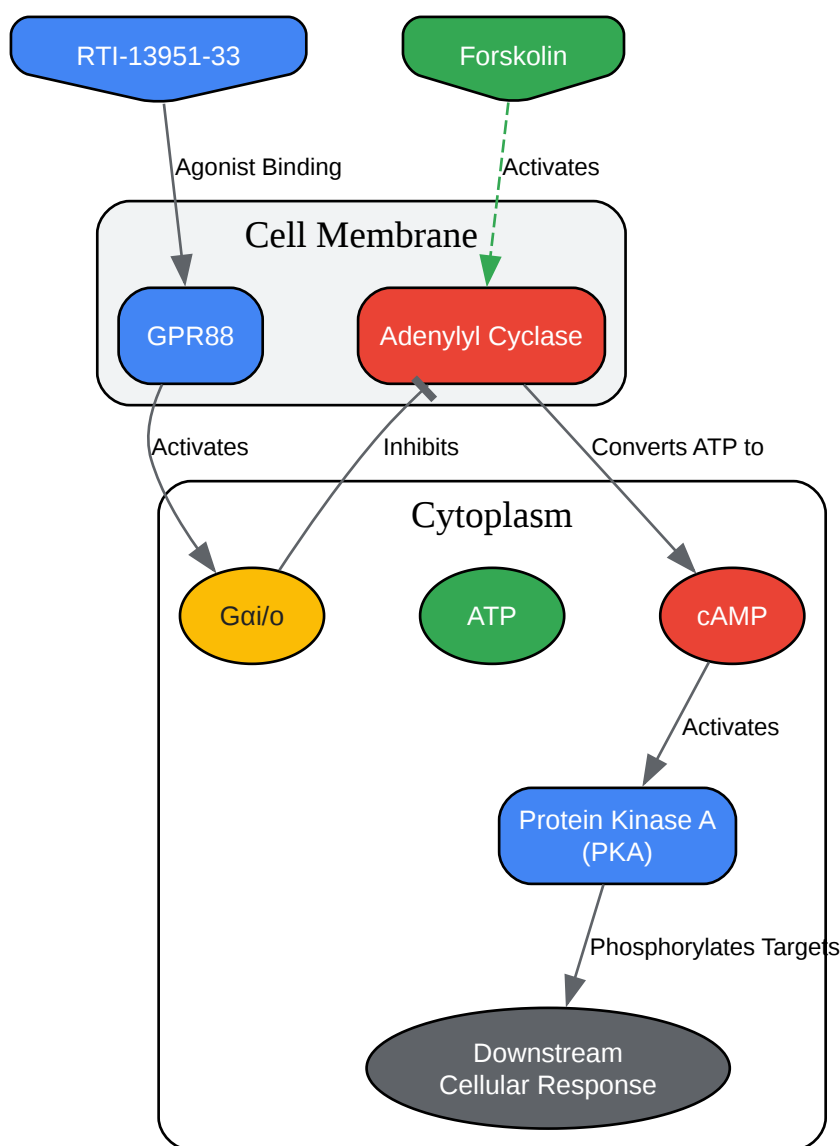 RTI-13951-33
Forskolin
Agonist Binding
Activates
Cell Membrane
GPR88
Adenylyl Cyclase
Activates
Inhibits
Converts ATP to
Cytoplasm
Gαi/o
ATP
cAMP
Activates
Protein Kinase A
(PKA)
Phosphorylates Targets
Downstream
Cellular Response